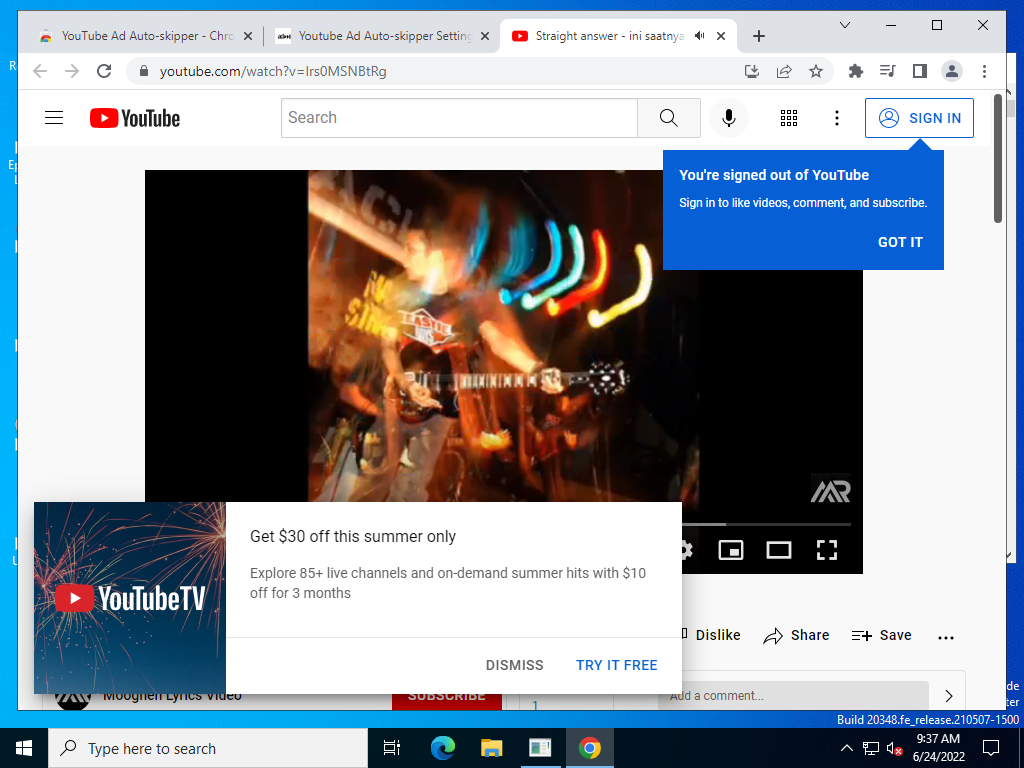 YouTube Ad Auto-skipper - Chro
Youtube Ad Auto-skipper Setting
Straight answer - ini saatnya
youtube.com/watch?v=Irs0MSNBtRg
YouTube
Search
SIGN IN
You're signed out of YouTube
Sign in to like videos, comment, and subscribe.
GOT IT
Get $30 off this summer only
Explore 85+ live channels and on-demand summer hits with $10
off for 3 months
YouTubeTV
DISMISS
TRY IT FREE
Dislike
Share
Save
Moogheh Lyrics Video
SUBSCRIBE
1
Add a comment...
Build 20348.fe_release.210507-1500
Type here to search
9:37 AM
6/24/2022